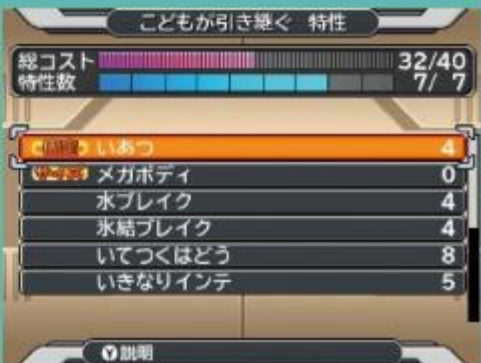 こどもが引き継ぐ 特性
総コスト 32/40
特性数 7/ 7
いあつ 4
メガボディ 0
水ブレイク 4
氷結ブレイク 4
いてつくはどう 8
いきなりインテ 5
Ⓨ説明